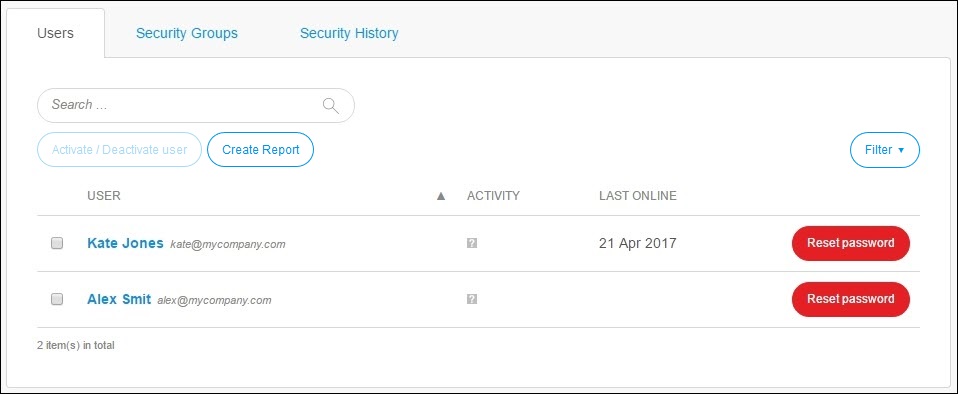 Users Security Groups Security History
Search ...
Activate / Deactivate user Create Report Filter ▼
USER ▲ ACTIVITY LAST ONLINE
Kate Jones kate@mycompany.com ? 21 Apr 2017 Reset password
Alex Smit alex@mycompany.com ? Reset password
2 item(s) in total